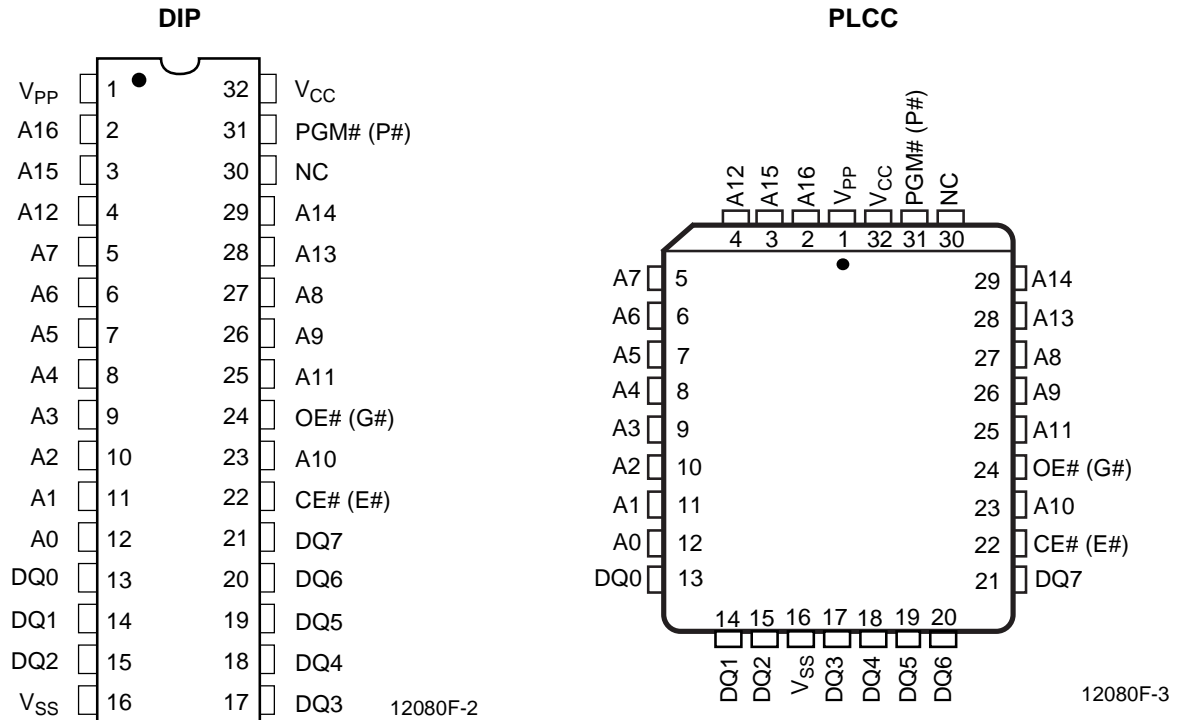 DIP
VPP 1 32 VCC
A16 2 31 PGM# (P#)
A15 3 30 NC
A12 4 29 A14
A7 5 28 A13
A6 6 27 A8
A5 7 26 A9
A4 8 25 A11
A3 9 24 OE# (G#)
A2 10 23 A10
A1 11 22 CE# (E#)
A0 12 21 DQ7
DQ0 13 20 DQ6
DQ1 14 19 DQ5
DQ2 15 18 DQ4
VSS 16 17 DQ3
12080F-2
PLCC
A12 A15 A16 VPP VCC PGM# (P#) NC
4 3 2 1 32 31 30
A7 5 29 A14
A6 6 28 A13
A5 7 27 A8
A4 8 26 A9
A3 9 25 A11
A2 10 24 OE# (G#)
A1 11 23 A10
A0 12 22 CE# (E#)
DQ0 13 21 DQ7
14 15 16 17 18 19 20
DQ1 DQ2 VSS DQ3 DQ4 DQ5 DQ6
12080F-3